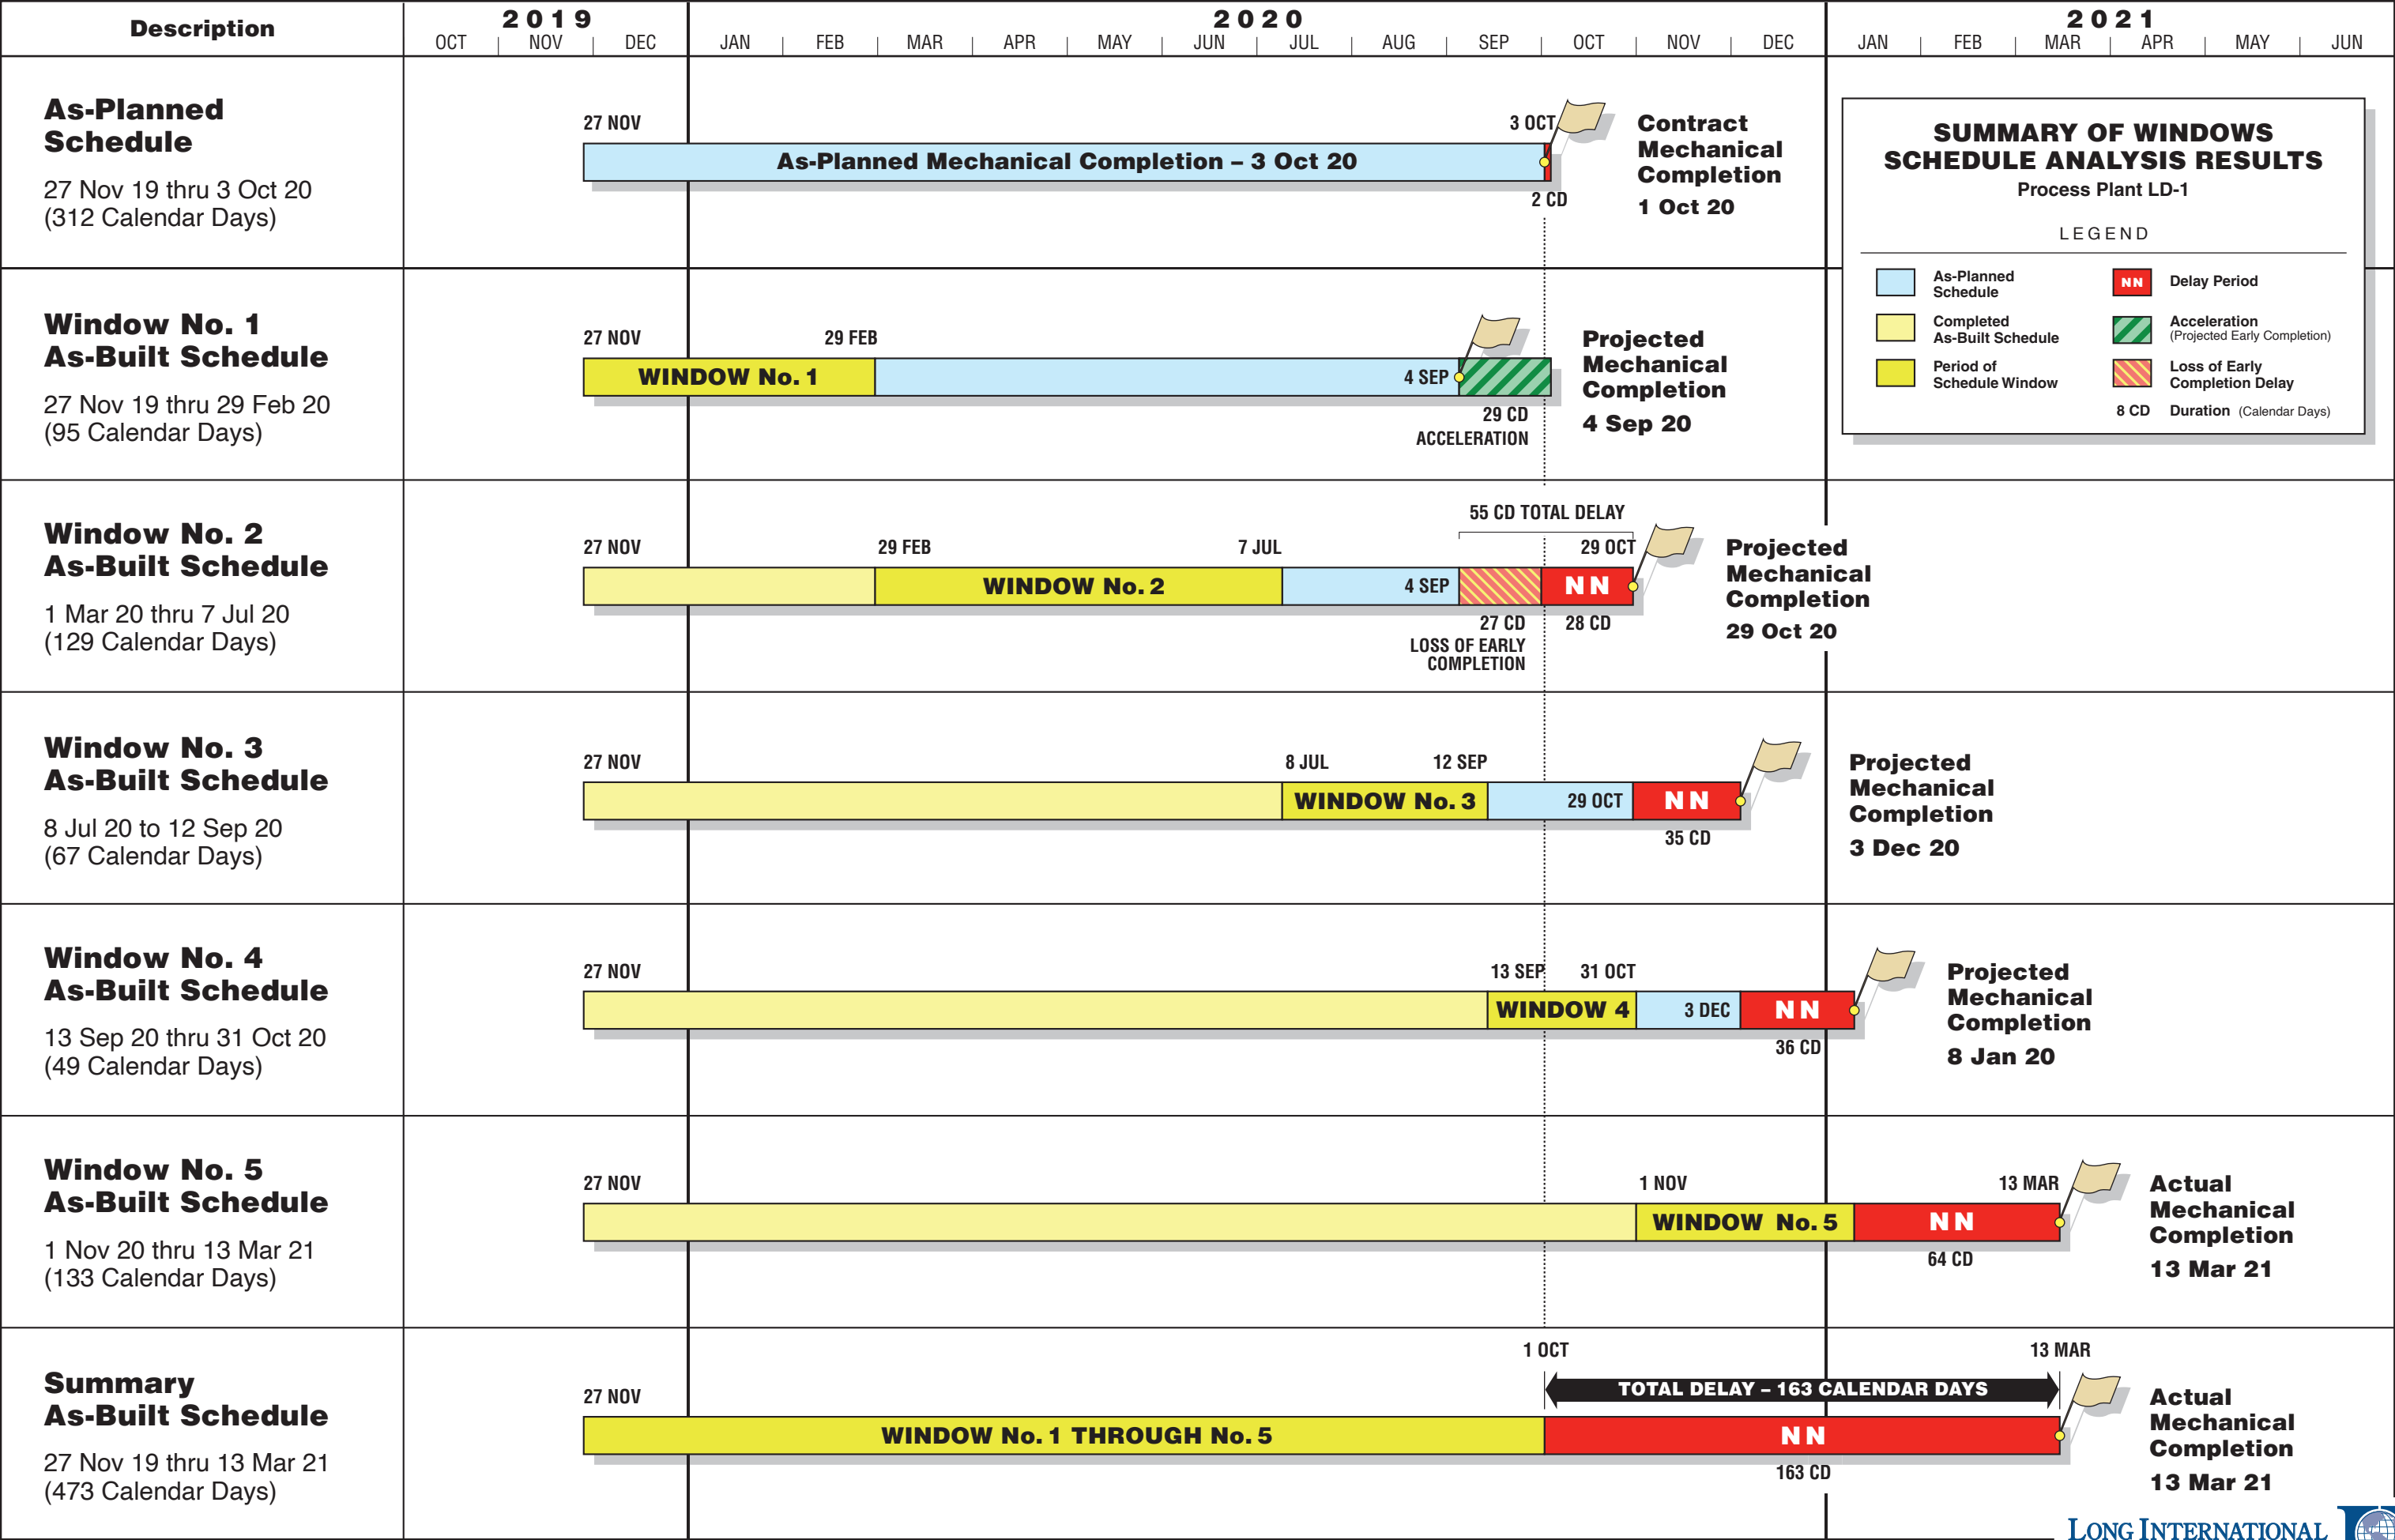 Description
2019
2020
2021
OCT NOV DEC JAN FEB MAR APR MAY JUN JUL AUG SEP OCT NOV DEC JAN FEB MAR APR MAY JUN
As-Planned
Schedule
27 Nov 19 thru 3 Oct 20
(312 Calendar Days)
27 NOV
3 OCT
As-Planned Mechanical Completion – 3 Oct 20
2 CD
Contract
Mechanical
Completion
1 Oct 20
SUMMARY OF WINDOWS
SCHEDULE ANALYSIS RESULTS
Process Plant LD-1
LEGEND
As-Planned
Schedule
NN
Delay Period
Completed
As-Built Schedule
Acceleration
(Projected Early Completion)
Period of
Schedule Window
Loss of Early
Completion Delay
8 CD
Duration (Calendar Days)
Window No. 1
As-Built Schedule
27 Nov 19 thru 29 Feb 20
(95 Calendar Days)
27 NOV
29 FEB
WINDOW No. 1
4 SEP
29 CD
ACCELERATION
Projected
Mechanical
Completion
4 Sep 20
Window No. 2
As-Built Schedule
1 Mar 20 thru 7 Jul 20
(129 Calendar Days)
55 CD TOTAL DELAY
27 NOV
29 FEB
7 JUL
29 OCT
WINDOW No. 2
4 SEP
NN
27 CD
28 CD
LOSS OF EARLY
COMPLETION
Projected
Mechanical
Completion
29 Oct 20
Window No. 3
As-Built Schedule
8 Jul 20 to 12 Sep 20
(67 Calendar Days)
27 NOV
8 JUL
12 SEP
WINDOW No. 3
29 OCT
NN
35 CD
Projected
Mechanical
Completion
3 Dec 20
Window No. 4
As-Built Schedule
13 Sep 20 thru 31 Oct 20
(49 Calendar Days)
27 NOV
13 SEP
31 OCT
WINDOW 4
3 DEC
NN
36 CD
Projected
Mechanical
Completion
8 Jan 20
Window No. 5
As-Built Schedule
1 Nov 20 thru 13 Mar 21
(133 Calendar Days)
27 NOV
1 NOV
13 MAR
WINDOW No. 5
NN
64 CD
Actual
Mechanical
Completion
13 Mar 21
Summary
As-Built Schedule
27 Nov 19 thru 13 Mar 21
(473 Calendar Days)
1 OCT
13 MAR
TOTAL DELAY – 163 CALENDAR DAYS
27 NOV
WINDOW No. 1 THROUGH No. 5
NN
163 CD
Actual
Mechanical
Completion
13 Mar 21
LONG INTERNATIONAL